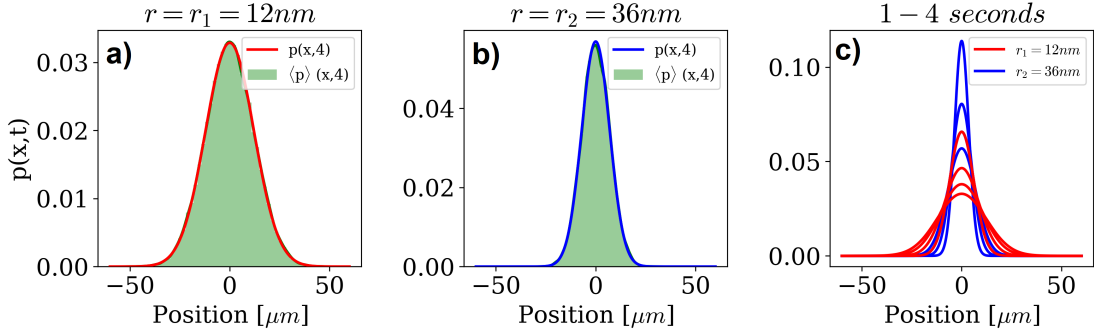 r = r₁ = 12nm
a)
p(x,4)
⟨p⟩ (x,4)
p(x,t)
0.03
0.02
0.01
0.00
−50
0
50
Position [μm]
r = r₂ = 36nm
b)
p(x,4)
⟨p⟩ (x,4)
0.04
0.02
0.00
−50
0
50
Position [μm]
1 − 4 seconds
c)
r₁ = 12nm
r₂ = 36nm
0.10
0.05
0.00
−50
0
50
Position [μm]